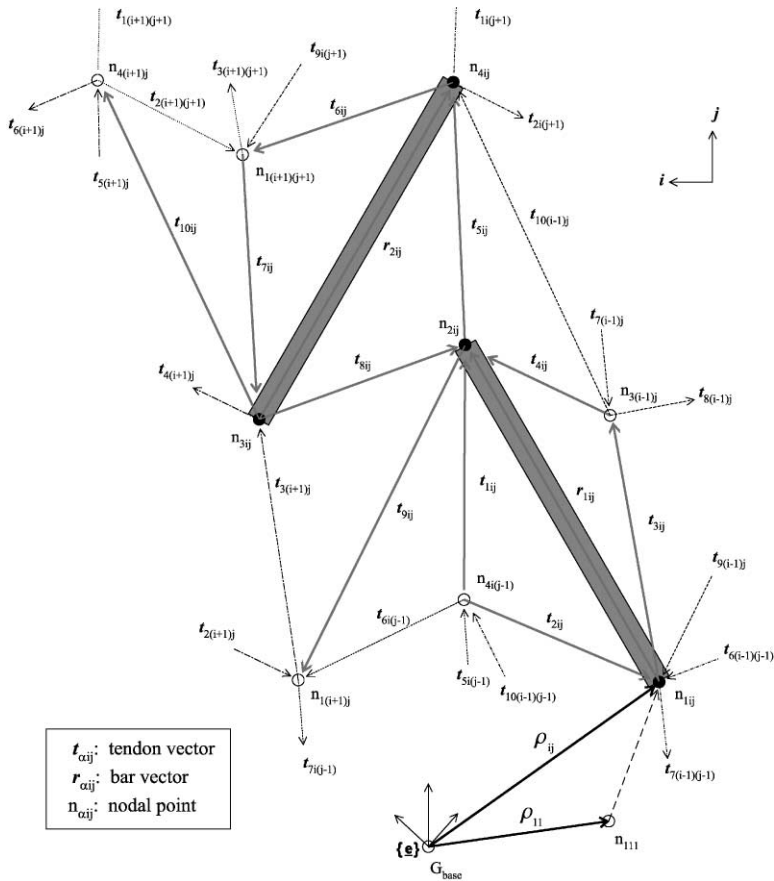 t1(i+1)(j+1)
t1i(j+1)
n4(i+1)j
t9i(j+1)
t3(i+1)(j+1)
n4ij
t2(i+1)(j+1)
t6ij
t6(i+1)j
t2i(j+1)
j
n1(i+1)(j+1)
t5(i+1)j
i
t10(i-1)j
t10ij
t5ij
r2ij
t7ij
t7(i-1)j
n2ij
t8ij
t4ij
t4(i+1)j
n3(i-1)j
t8(i-1)j
n3ij
t3(i+1)j
t1ij
r1ij
t9ij
t3ij
t9(i-1)j
n4i(j-1)
t6i(j-1)
t2ij
t2(i+1)j
t6(i-1)(j-1)
t5i(j-1)
t10(i-1)(j-1)
n1(i+1)j
n1ij
ρij
t7i(j-1)
t7(i-1)(j-1)
tαij: tendon vector
rαij: bar vector
nαij: nodal point
ρ11
{e}
n111
Gbase